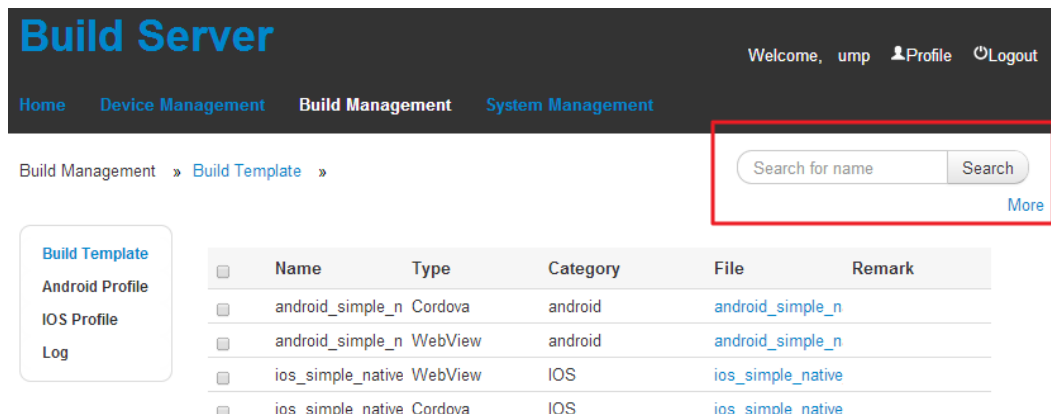 Build Server
Welcome, ump Profile Logout
Home Device Management Build Management System Management
Build Management » Build Template »
Search for name Search
More
Build Template
Android Profile
IOS Profile
Log
Name Type Category File Remark
android_simple_n Cordova android android_simple_n
android_simple_n WebView android android_simple_n
ios_simple_native WebView IOS ios_simple_native
ios_simple_native Cordova IOS ios_simple_native